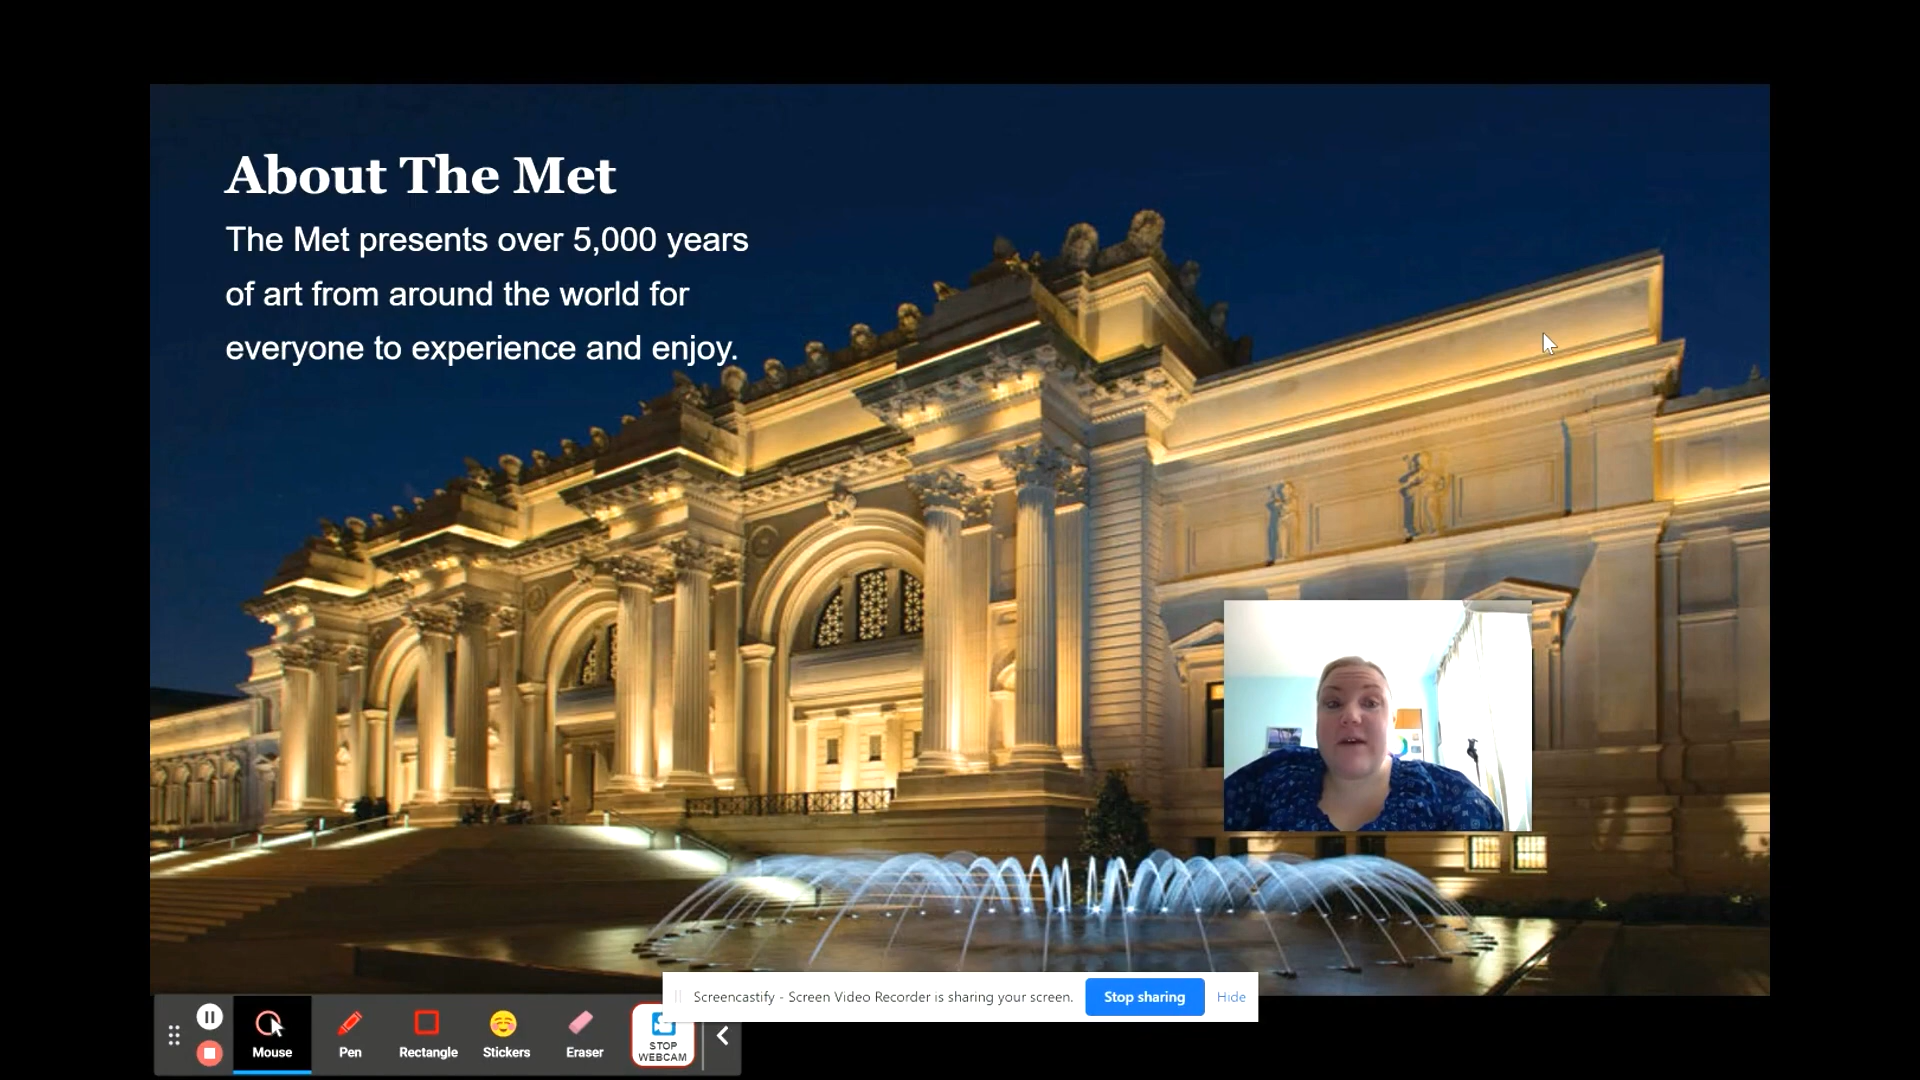 About The Met
The Met presents over 5,000 years
of art from around the world for
everyone to experience and enjoy.
Screencastify - Screen Video Recorder is sharing your screen.
Stop sharing
Hide
Mouse
Pen
Rectangle
Stickers
Eraser
STOP
WEBCAM